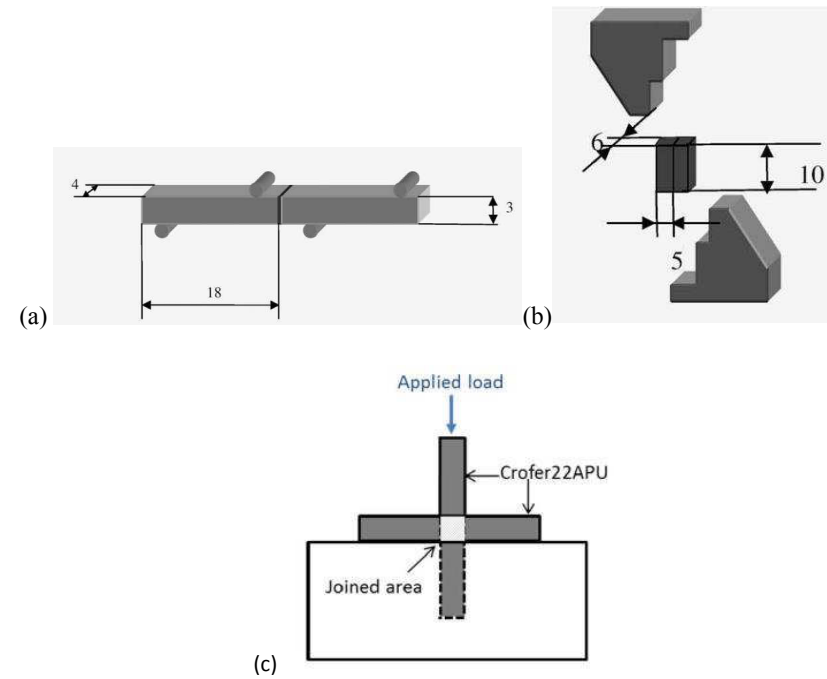 4
3
18
(a)
6
10
5
(b)
Applied load
Crofer22APU
Joined area
(c)